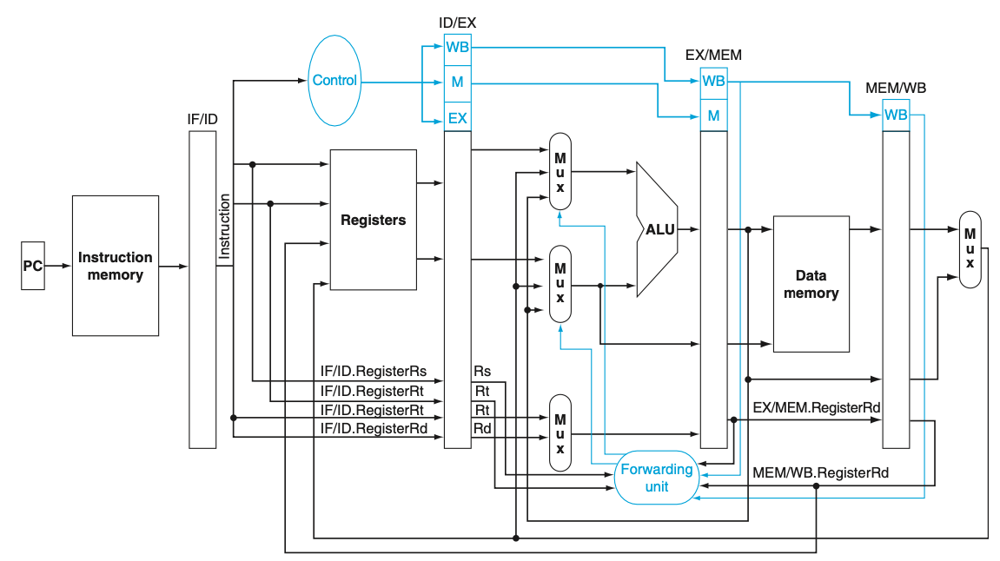 ID/EX
WB
EX/MEM
Control
M
WB
MEM/WB
IF/ID
EX
M
WB
M
u
x
Instruction
Registers
ALU
PC
Instruction
memory
M
u
x
Data
memory
M
u
x
IF/ID.RegisterRs
Rs
IF/ID.RegisterRt
Rt
IF/ID.RegisterRt
Rt
IF/ID.RegisterRd
Rd
M
u
x
EX/MEM.RegisterRd
Forwarding
unit
MEM/WB.RegisterRd